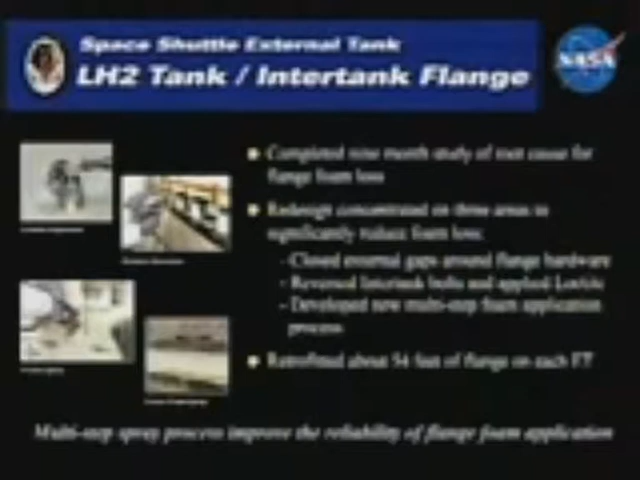 Space Shuttle External Tank
LH2 Tank / Intertank Flange
NASA
Completed nine month study of root cause for
flange foam loss
Redesign concentrated on three areas to
significantly reduce foam loss:
- Closed external gaps around flange hardware
- Reversed Intertank bolts and applied Loctite
- Developed new multi-step foam application
process
Retrofitted about 54 feet of flange on each ET
Multi-step spray process improve the reliability of flange foam application